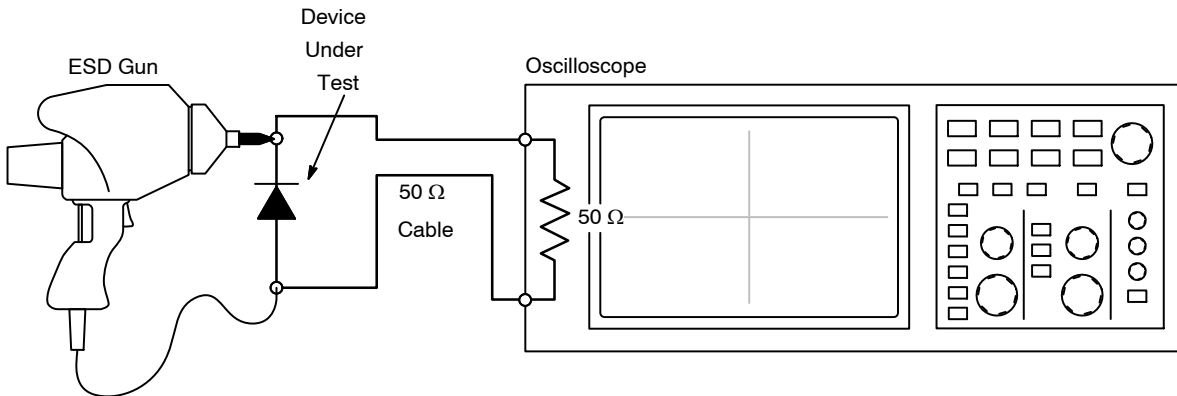 Device
Under
Test
ESD Gun
Oscilloscope
50 Ω
Cable
50 Ω